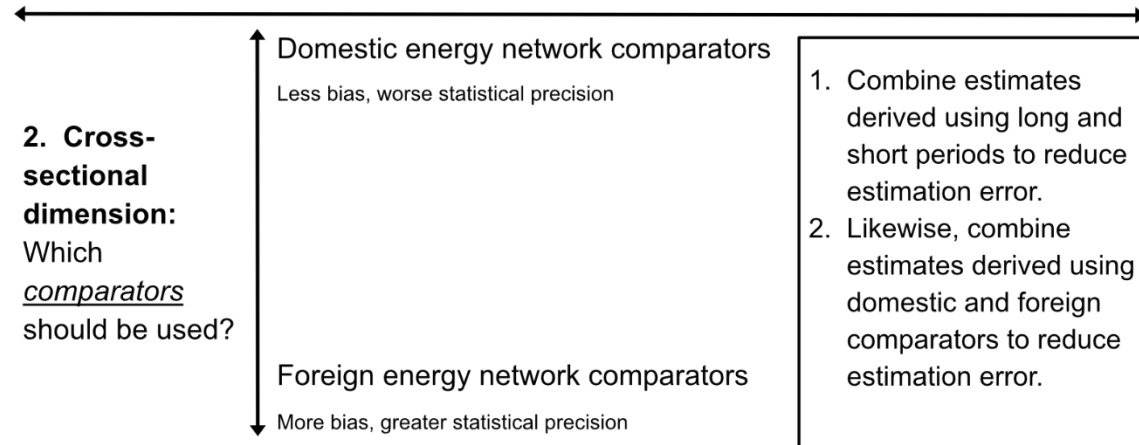 2. Cross-
sectional
dimension:
Which
comparators
should be used?
Domestic energy network comparators
Less bias, worse statistical precision
Foreign energy network comparators
More bias, greater statistical precision
1. Combine estimates
derived using long and
short periods to reduce
estimation error.
2. Likewise, combine
estimates derived using
domestic and foreign
comparators to reduce
estimation error.